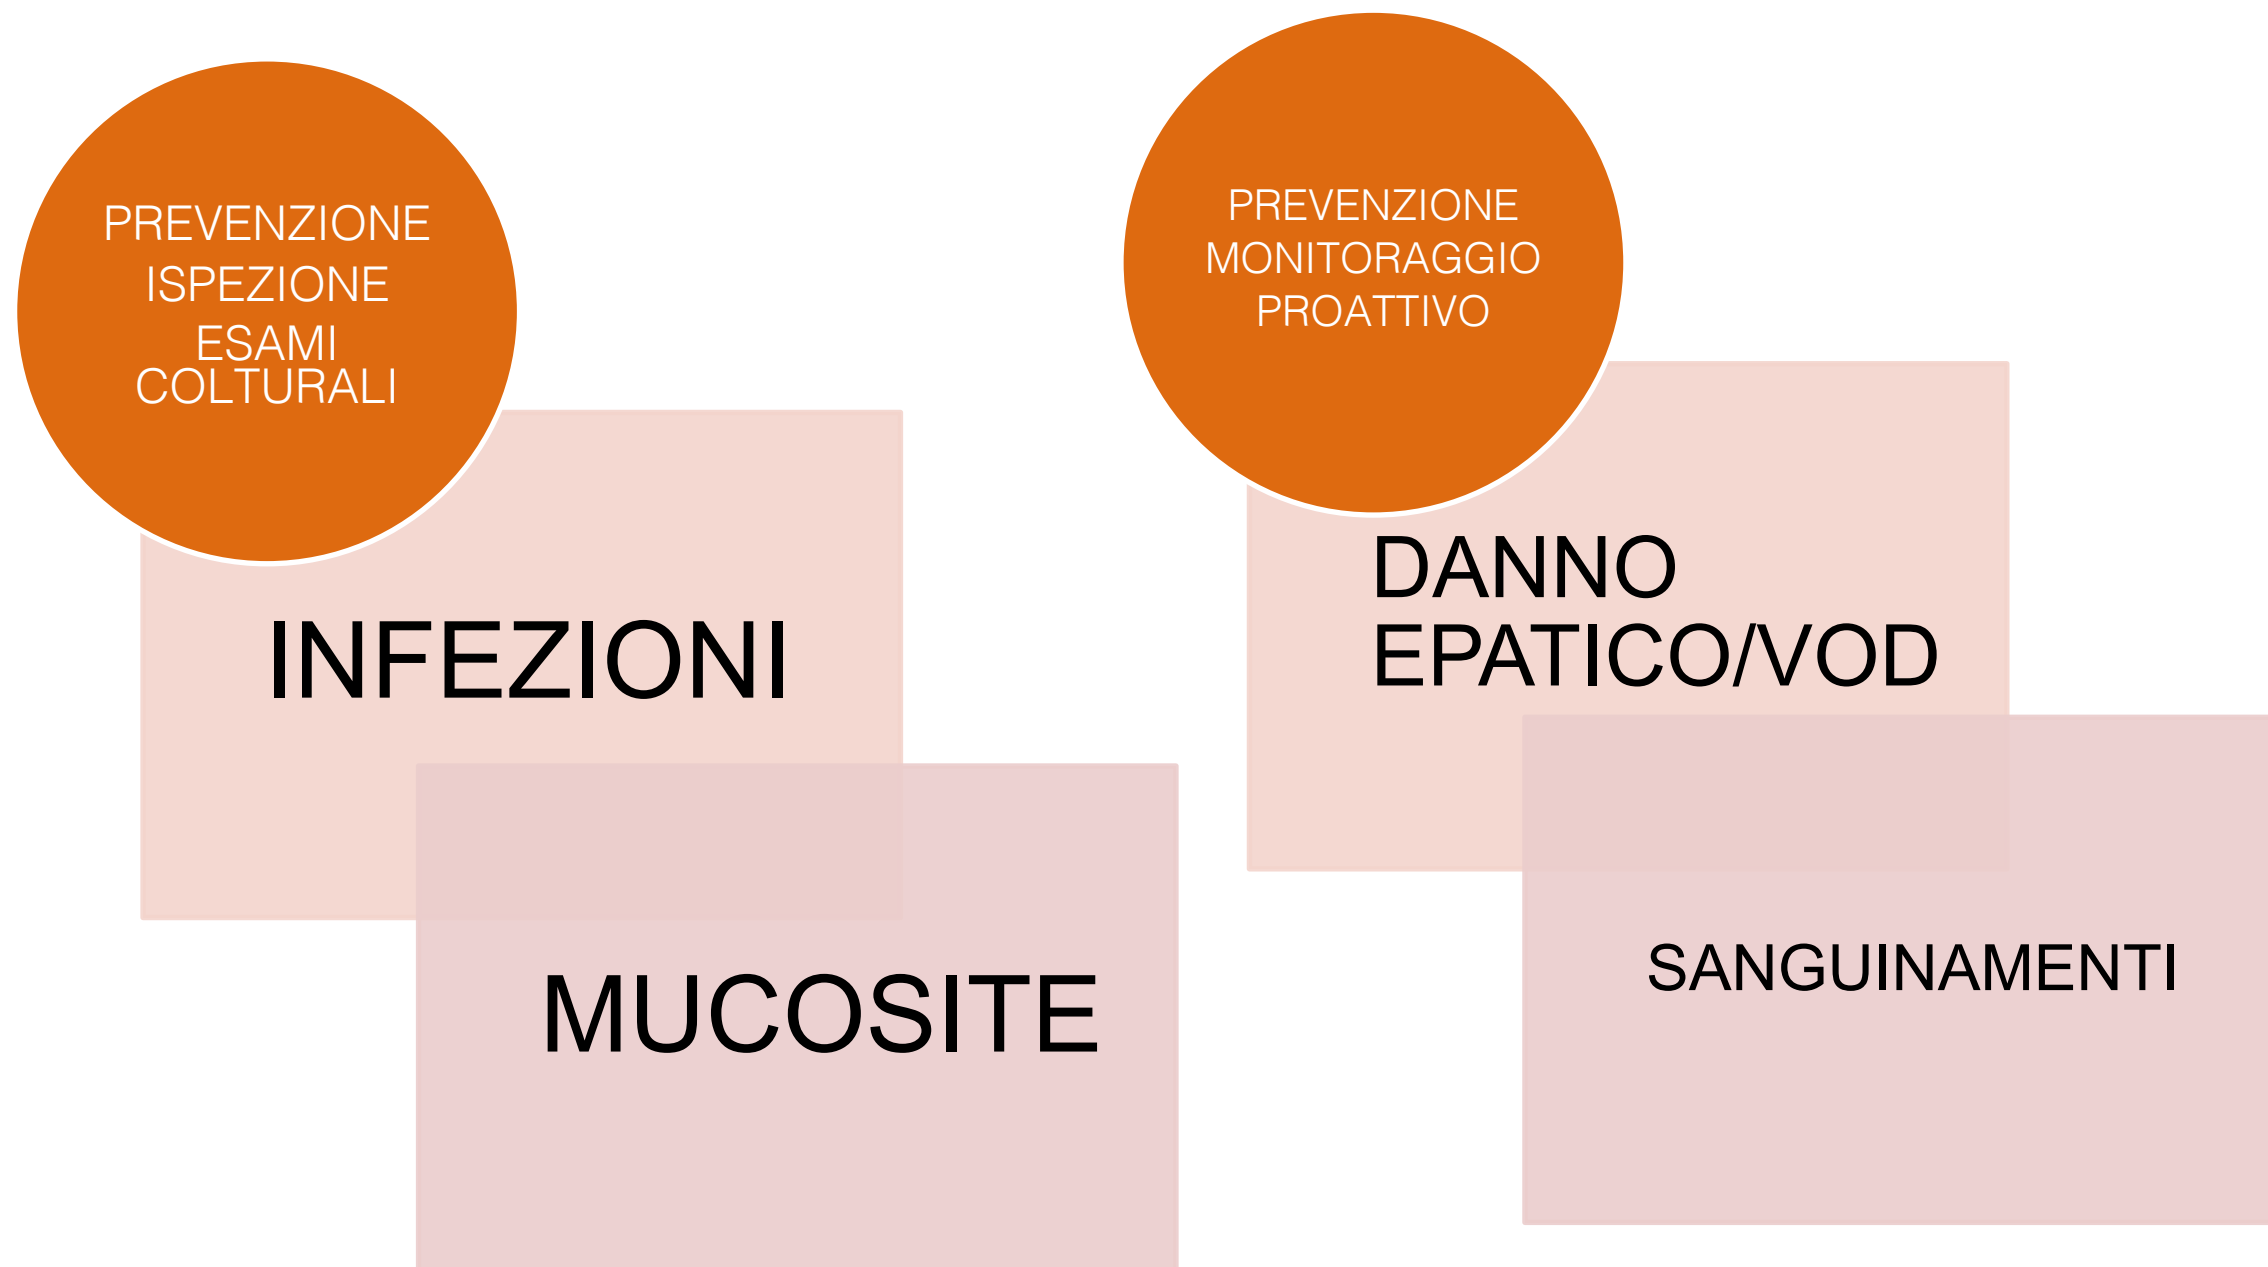 PREVENZIONE
ISPEZIONE
ESAMI
COLTURALI
INFEZIONI
MUCOSITE
PREVENZIONE
MONITORAGGIO
PROATTIVO
DANNO
EPATICO/VOD
SANGUINAMENTI